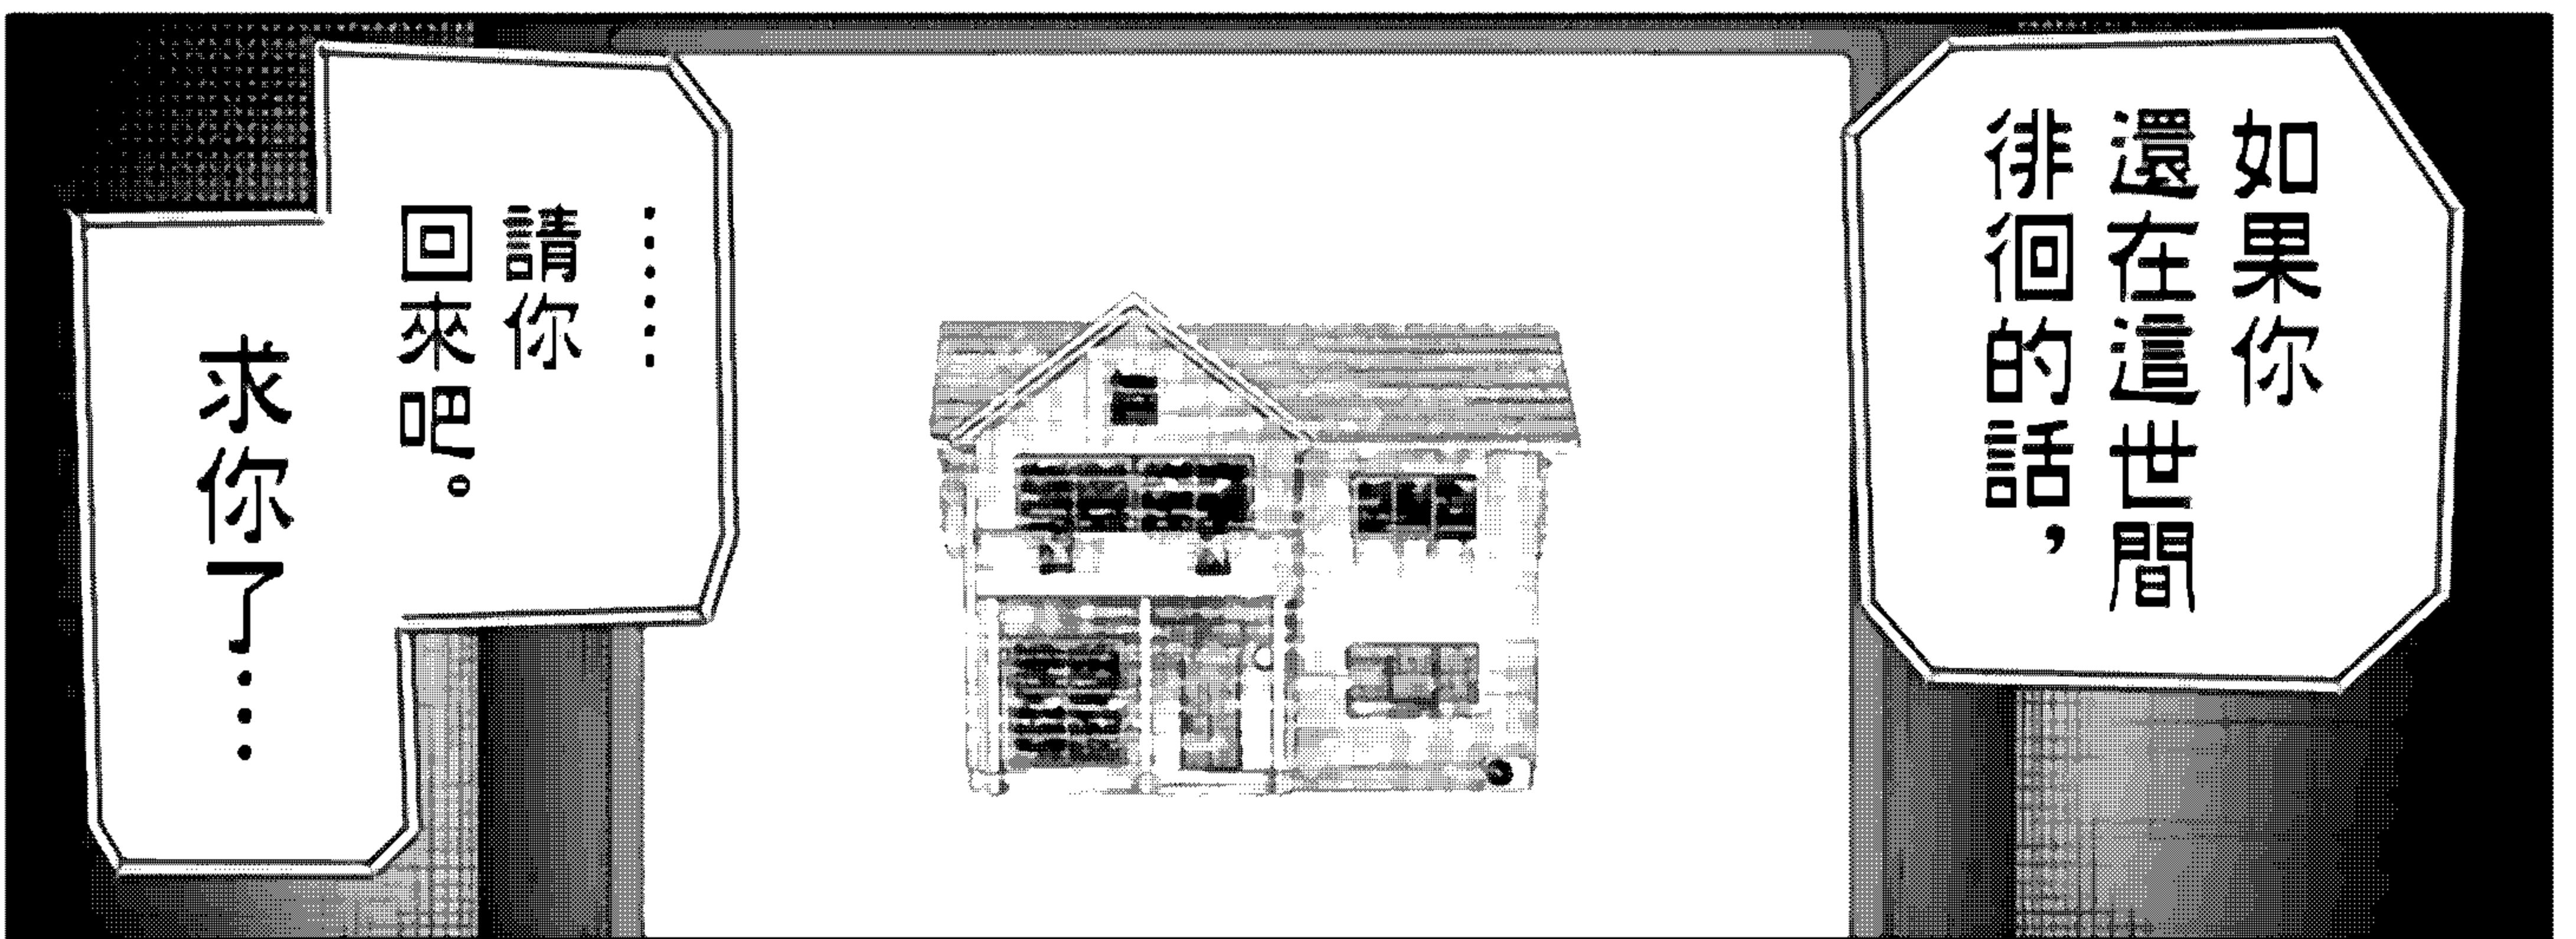 如果你
還在這世間
徘徊的話，
……
請你
回來吧。
求你了…